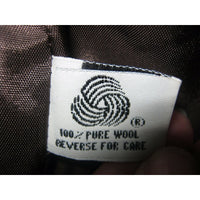 (R)
100% PURE WOOL
REVERSE FOR CARE